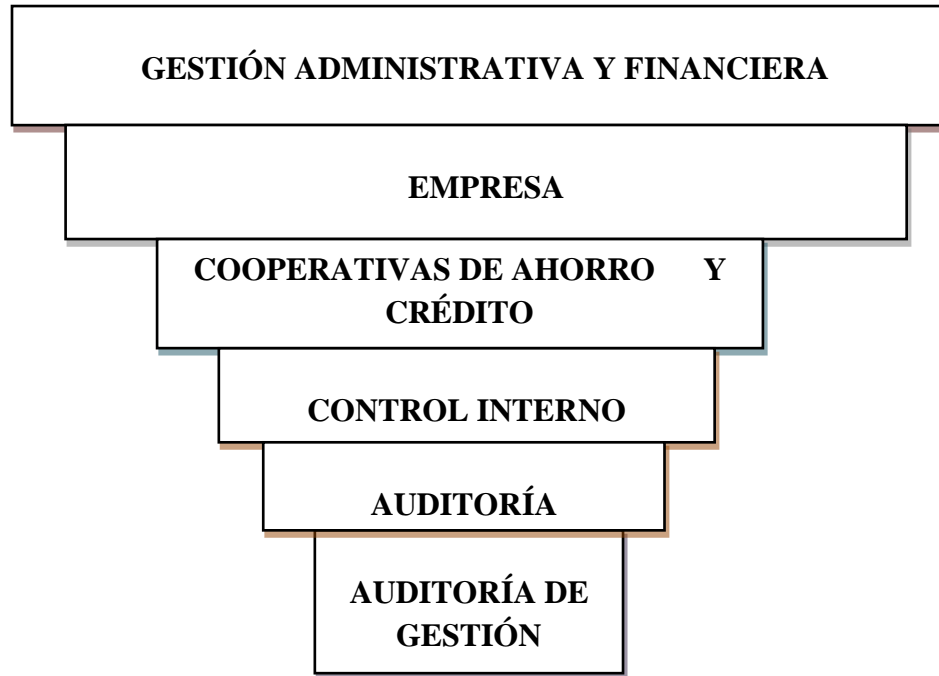 GESTIÓN ADMINISTRATIVA Y FINANCIERA
EMPRESA
COOPERATIVAS DE AHORRO Y
CRÉDITO
CONTROL INTERNO
AUDITORÍA
AUDITORÍA DE
GESTIÓN